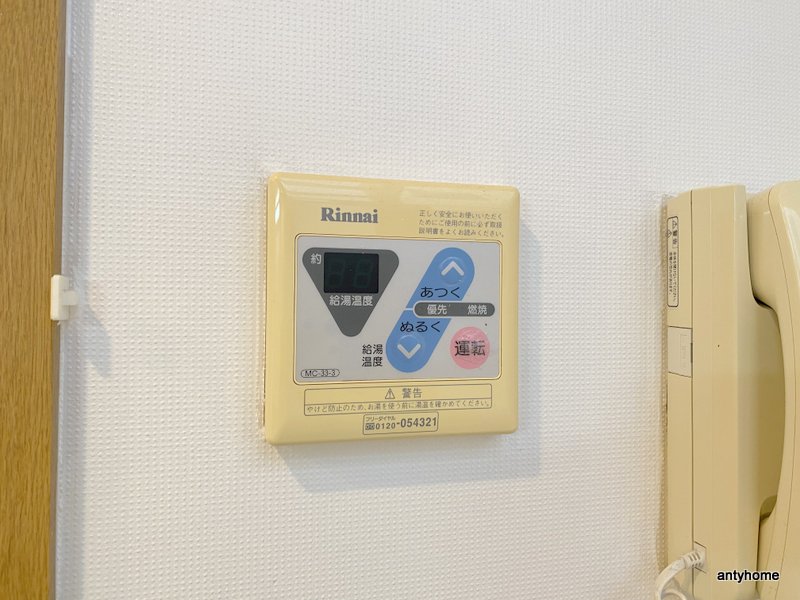 Rinnai
正しく安全にお使いいただく
ためにご使用の前に必ず取扱
説明書をよくお読みください。
約
給湯温度
あつく
優先 燃焼
ぬるく
給湯
温度
運転
MC-33-3
⚠ 警告
やけど防止のため、お湯を使う前に湯温を確かめてください。
フリーダイヤル
0120-054321
警告
antyhome